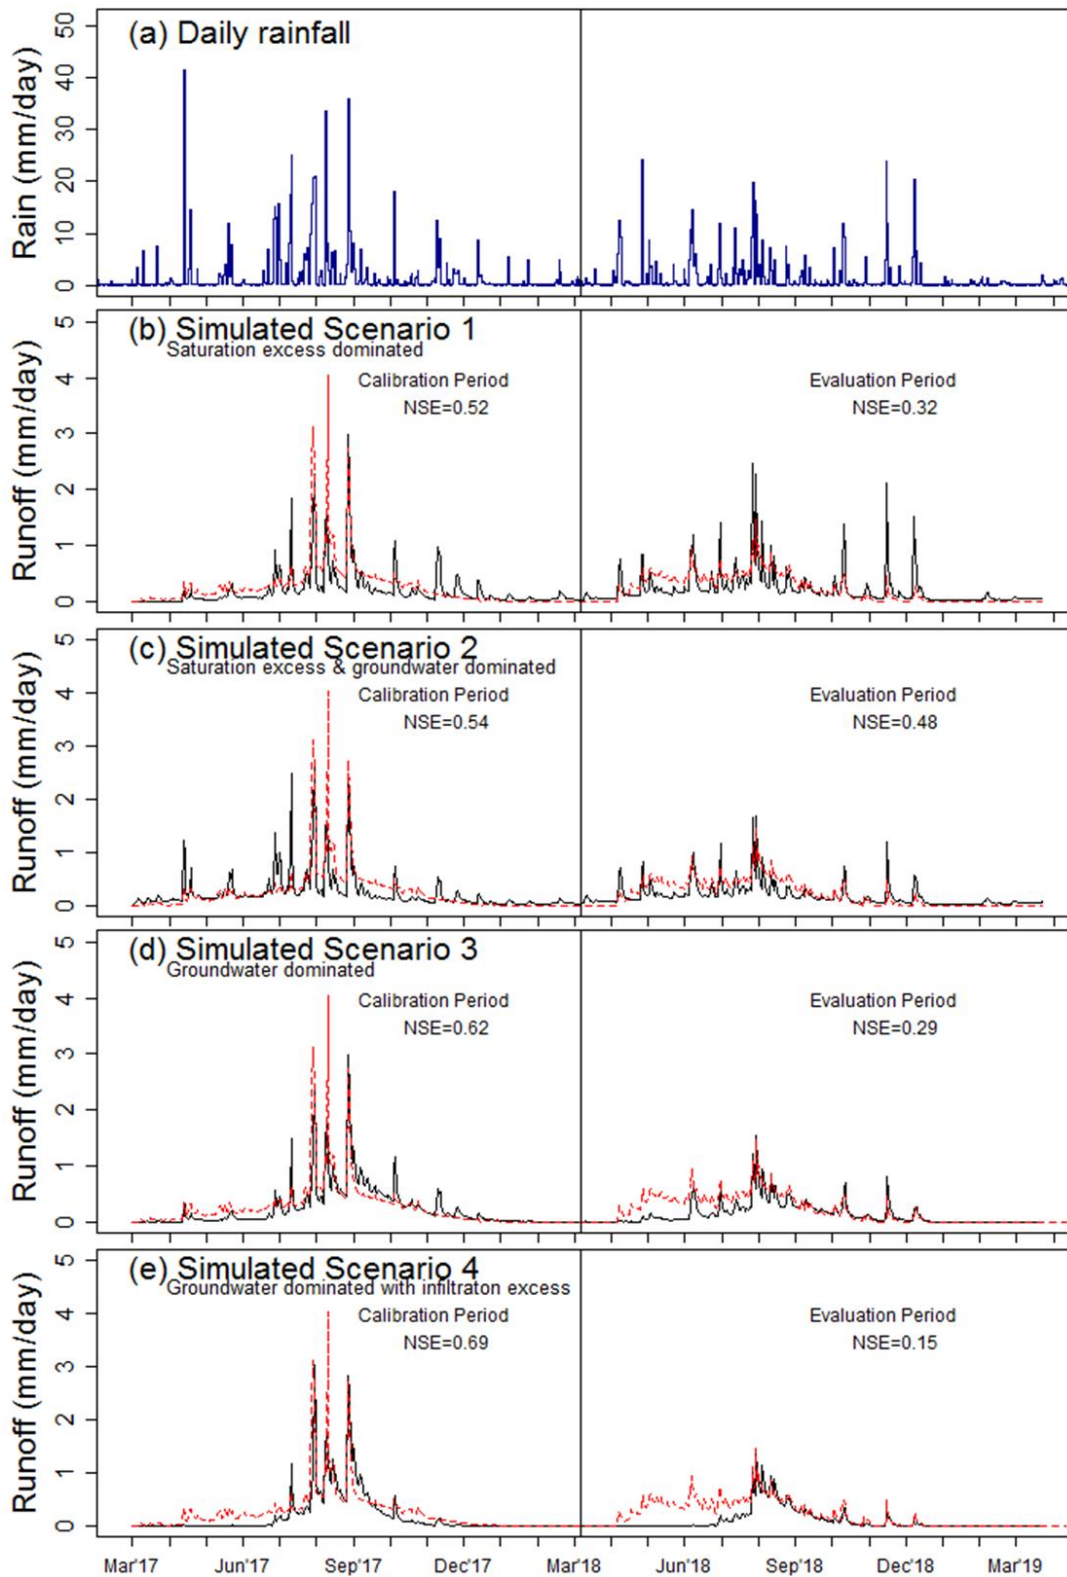 (a) Daily rainfall
Rain (mm/day)
50
40
30
20
10
0
(b) Simulated Scenario 1
Saturation excess dominated
Calibration Period
NSE=0.52
Evaluation Period
NSE=0.32
Runoff (mm/day)
5
4
3
2
1
0
(c) Simulated Scenario 2
Saturation excess & groundwater dominated
Calibration Period
NSE=0.54
Evaluation Period
NSE=0.48
Runoff (mm/day)
5
4
3
2
1
0
(d) Simulated Scenario 3
Groundwater dominated
Calibration Period
NSE=0.62
Evaluation Period
NSE=0.29
Runoff (mm/day)
5
4
3
2
1
0
(e) Simulated Scenario 4
Groundwater dominated with infiltraton excess
Calibration Period
NSE=0.69
Evaluation Period
NSE=0.15
Runoff (mm/day)
5
4
3
2
1
0
Mar'17 Jun'17 Sep'17 Dec'17 Mar'18 Jun'18 Sep'18 Dec'18 Mar'19